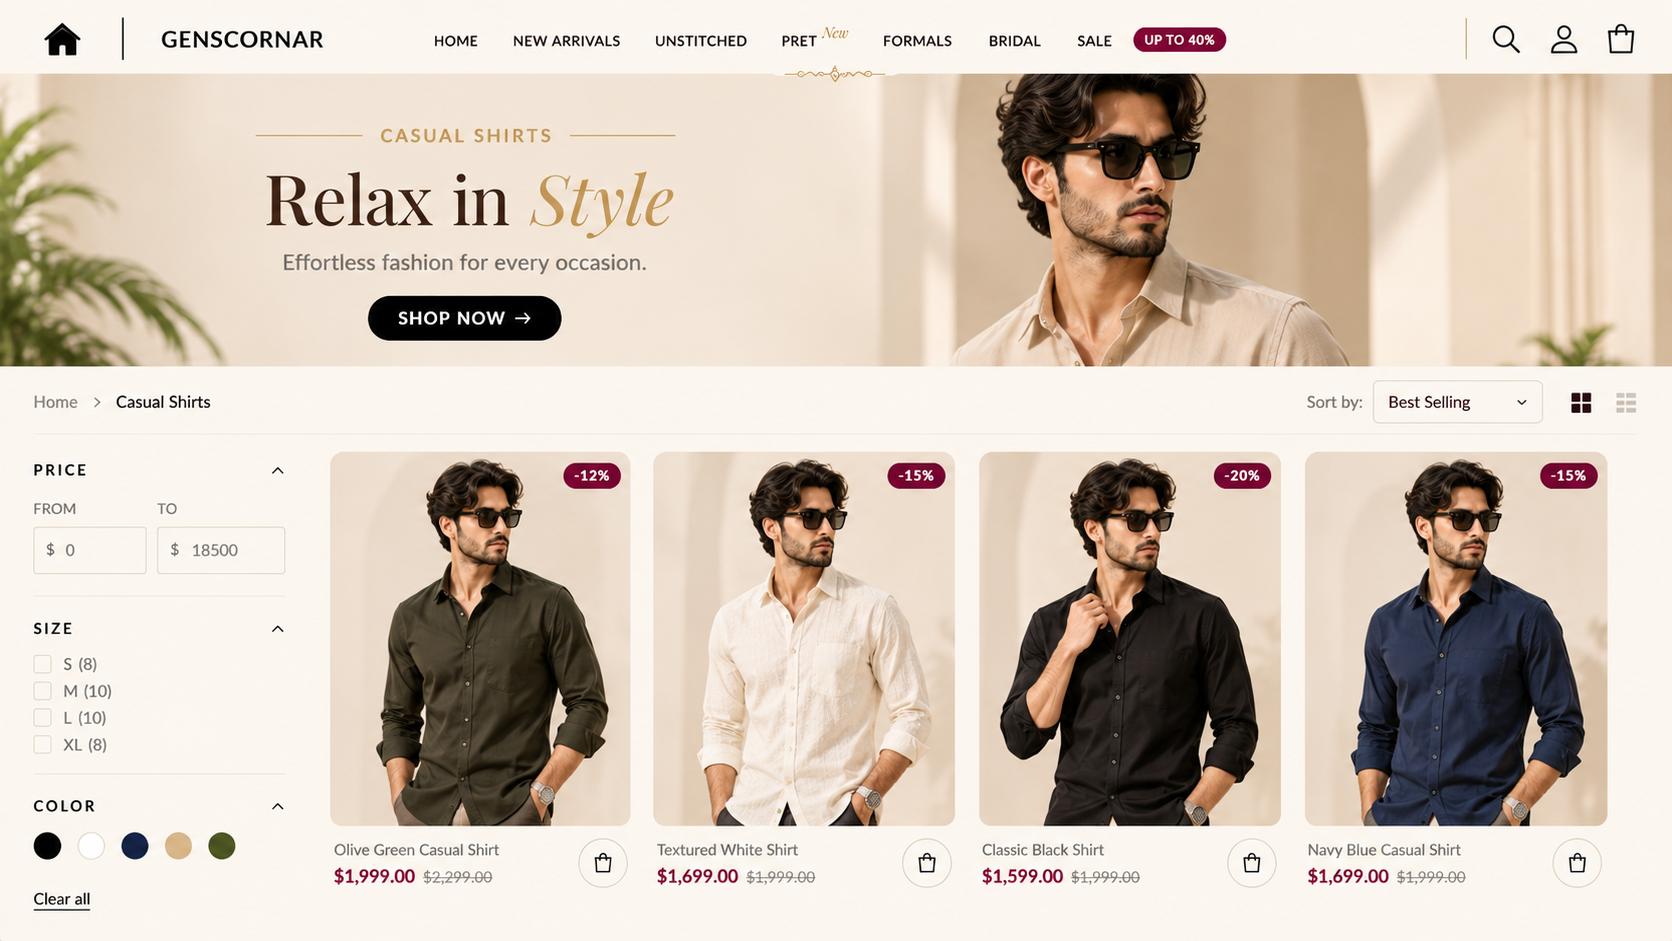 GENSCORNAR
HOME NEW ARRIVALS UNSTITCHED PRET New FORMALS BRIDAL SALE UP TO 40%
CASUAL SHIRTS
Relax in Style
Effortless fashion for every occasion.
SHOP NOW →
Home > Casual Shirts
Sort by: Best Selling
PRICE
FROM TO
$ 0 $ 18500
SIZE
S (8)
M (10)
L (10)
XL (8)
COLOR
Clear all
-12%
Olive Green Casual Shirt
$1,999.00 $2,299.00
-15%
Textured White Shirt
$1,699.00 $1,999.00
-20%
Classic Black Shirt
$1,599.00 $1,999.00
-15%
Navy Blue Casual Shirt
$1,699.00 $1,999.00